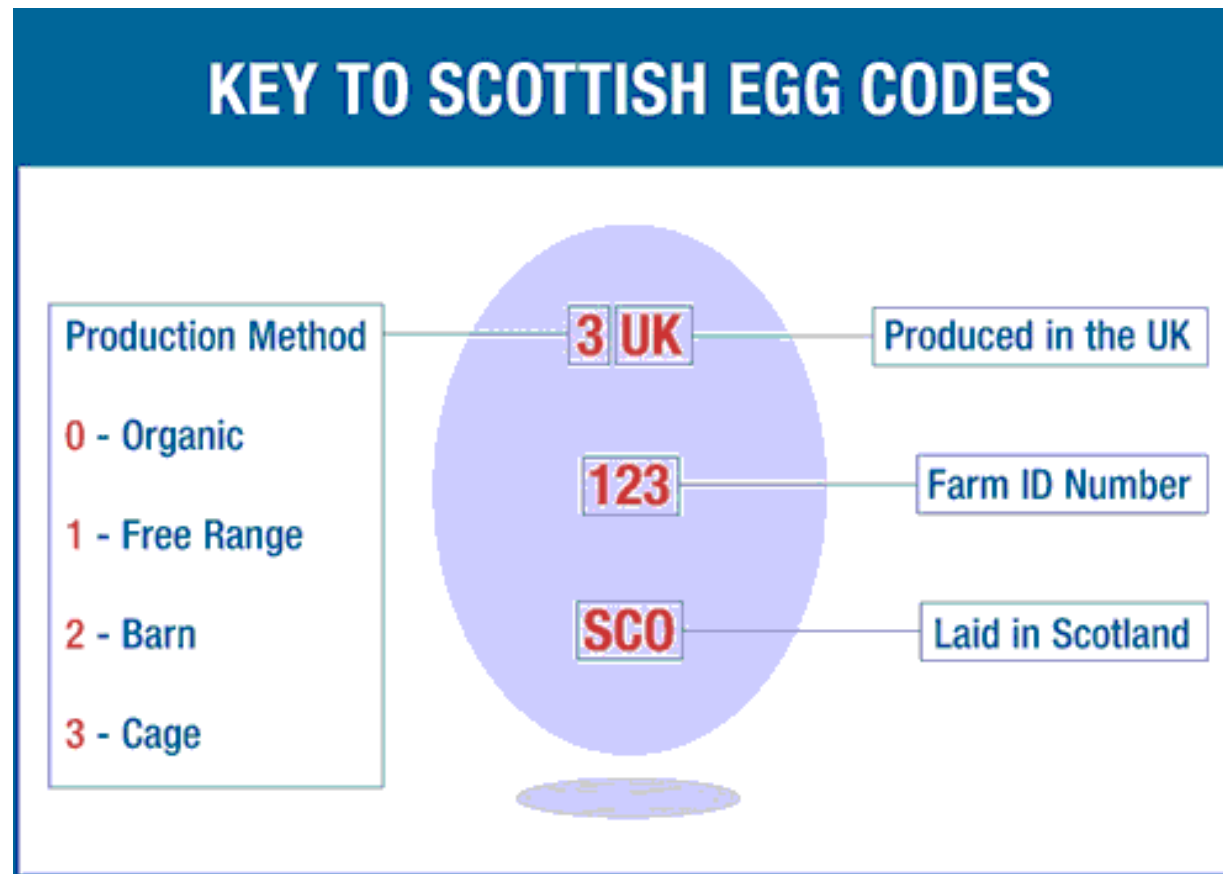 KEY TO SCOTTISH EGG CODES
Production Method
0 - Organic
1 - Free Range
2 - Barn
3 - Cage
3 UK
123
SCO
Produced in the UK
Farm ID Number
Laid in Scotland